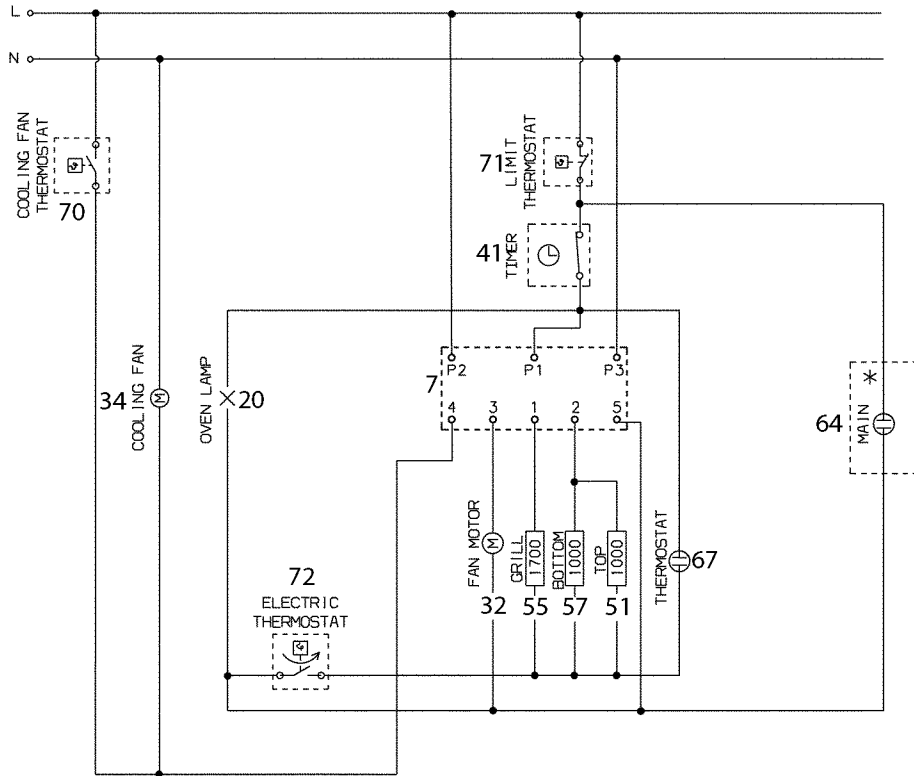 L
N
COOLING FAN
THERMOSTAT
70
71
LIMIT
THERMOSTAT
41
TIMER
P2
P1
P3
7
4
3
1
2
5
34
COOLING FAN
M
OVEN LAMP
20
64
MAIN
*
FAN MOTOR
M
32
GRILL
1700
55
BOTTOM
1000
57
TOP
1000
51
THERMOSTAT
67
72
ELECTRIC
THERMOSTAT